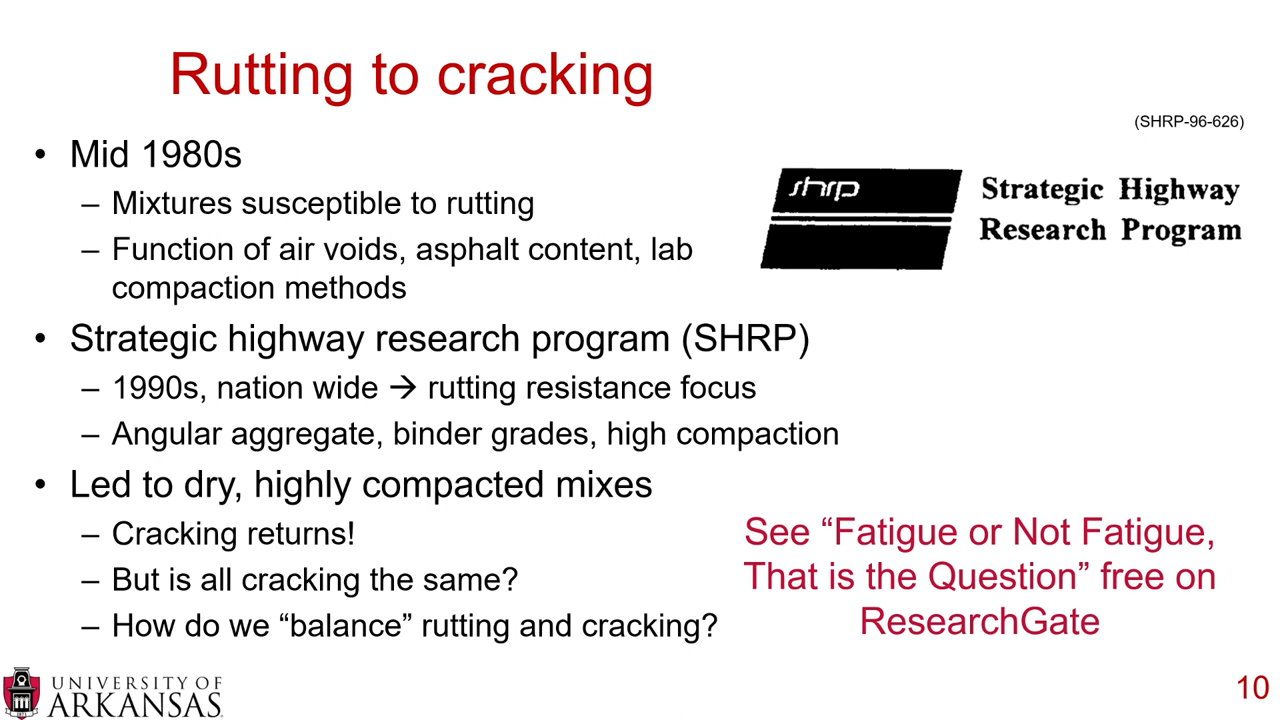 Rutting to cracking
(SHRP-96-626)
• Mid 1980s
– Mixtures susceptible to rutting
– Function of air voids, asphalt content, lab
compaction methods
shrp
Strategic Highway
Research Program
• Strategic highway research program (SHRP)
– 1990s, nation wide → rutting resistance focus
– Angular aggregate, binder grades, high compaction
• Led to dry, highly compacted mixes
– Cracking returns!
– But is all cracking the same?
– How do we “balance” rutting and cracking?
See “Fatigue or Not Fatigue,
That is the Question” free on
ResearchGate
UNIVERSITY OF
ARKANSAS
10